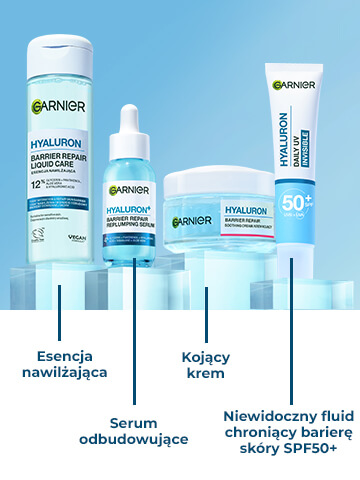 GARNIER
HYALURON
BARRIER REPAIR
LIQUID CARE
ESENCJA NAWILŻAJĄCA
12%
VEGAN
GARNIER
HYALURON+
BARRIER REPAIR
REPLUMPING SERUM
GARNIER
HYALURON
BARRIER REPAIR
GARNIER
HYALURON
DAILY UV
INVISIBLE
50+
Esencja
nawilżająca
Serum
odbudowujące
Kojący
krem
Niewidoczny fluid
chroniący barierę
skóry SPF50+